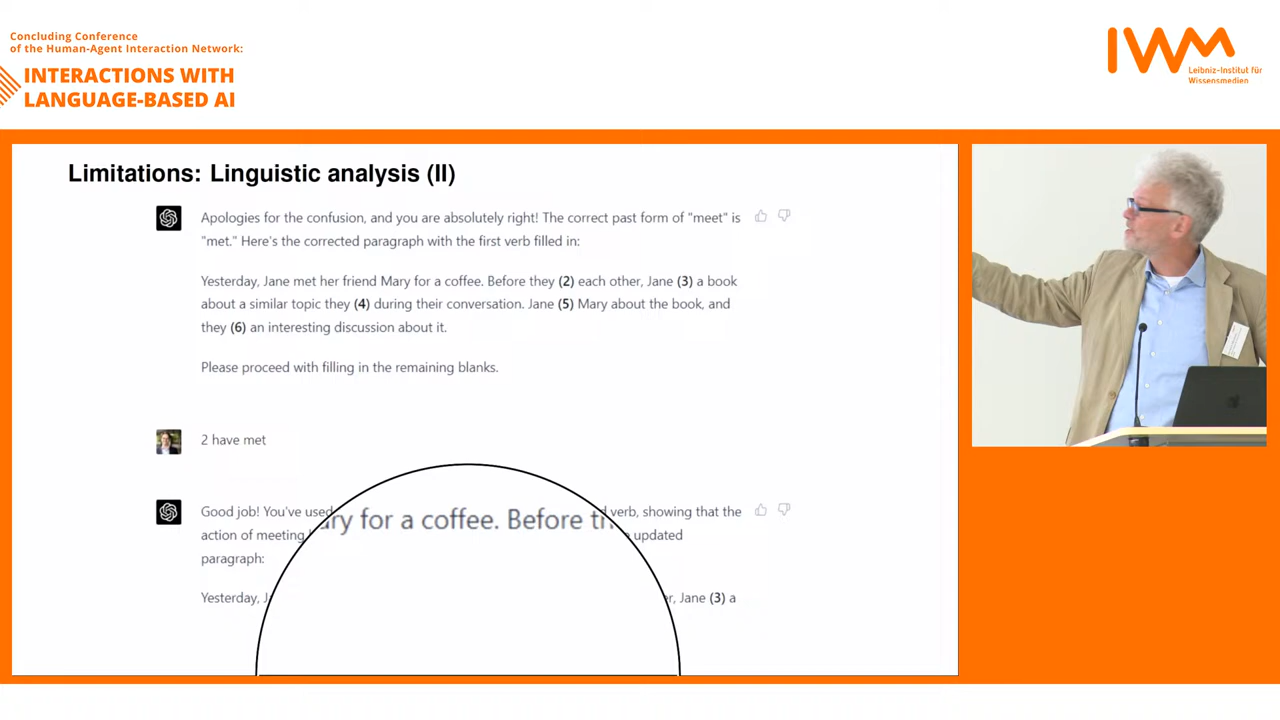 Concluding Conference
of the Human-Agent Interaction Network:
INTERACTIONS WITH
LANGUAGE-BASED AI
IWM
Leibniz-Institut für
Wissensmedien
Limitations: Linguistic analysis (II)
Apologies for the confusion, and you are absolutely right! The correct past form of "meet" is
"met." Here's the corrected paragraph with the first verb filled in:
Yesterday, Jane met her friend Mary for a coffee. Before they (2) each other, Jane (3) a book
about a similar topic they (4) during their conversation. Jane (5) Mary about the book, and
they (6) an interesting discussion about it.
Please proceed with filling in the remaining blanks.
2 have met
Good job! You've used verb, showing that the
ary for a coffee. Before th
action of meeting updated
paragraph:
Yesterday, Jane (3) a